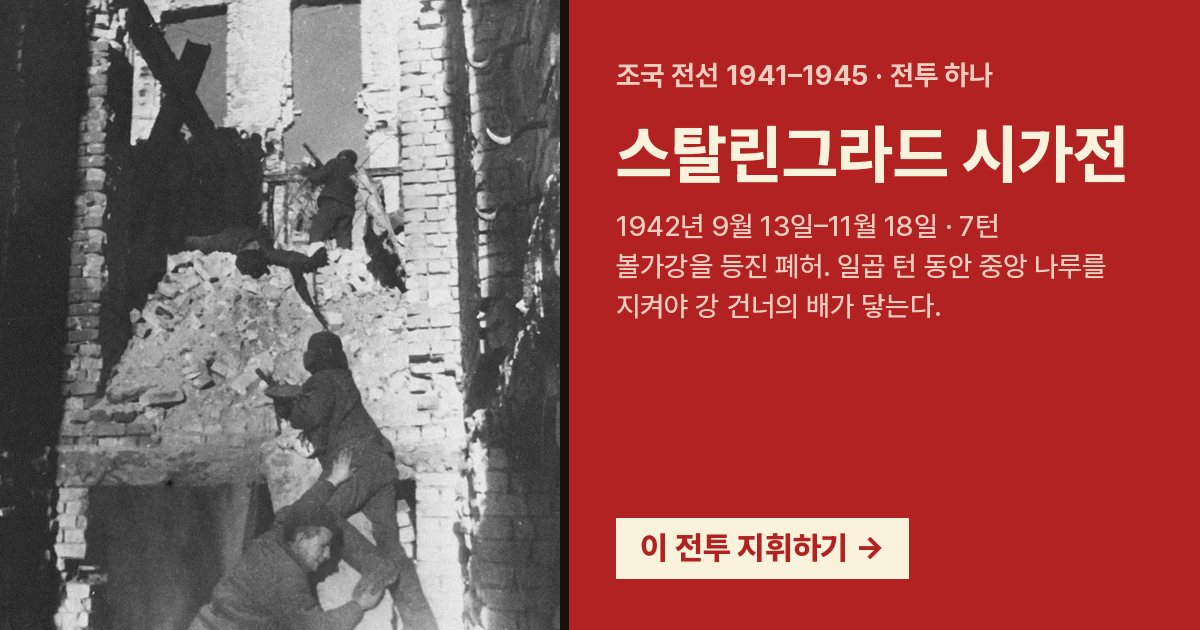 조국 전선 1941–1945 · 전투 하나
스탈린그라드 시가전
1942년 9월 13일–11월 18일 · 7턴
볼가강을 등진 폐허. 일곱 턴 동안 중앙 나루를
지켜야 강 건너의 배가 닿는다.
이 전투 지휘하기 →